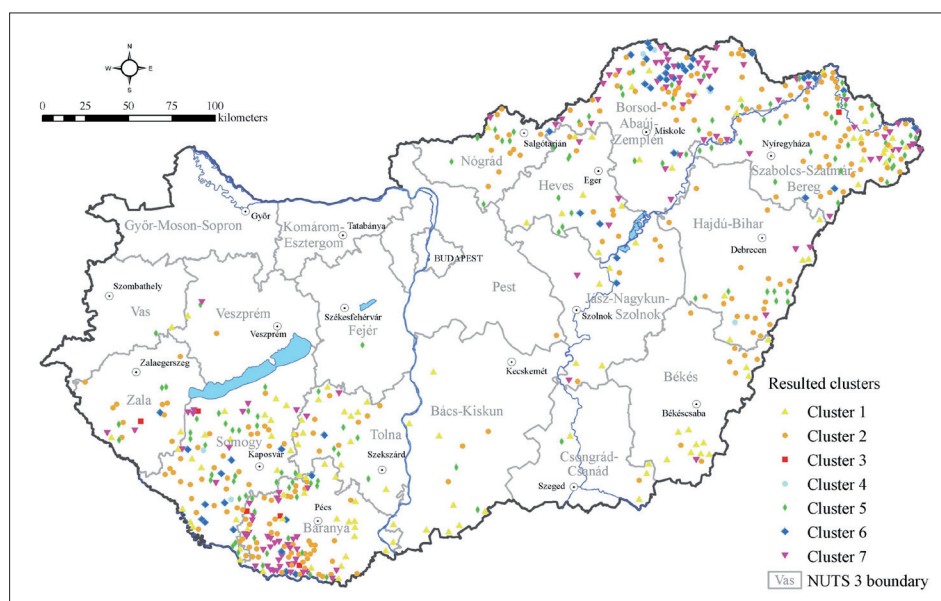 N
W E
S
0 25 50 75 100
kilometers
Borsod-
Abaúj-
Zemplén
Miskolc
Salgótarján
Nógrád
Nyíregyháza
Szabolcs-Szatmár
Bereg
Heves
Eger
Győr
Győr-Moson-Sopron
Komárom-
Esztergom
Tatabánya
Hajdú-Bihar
Debrecen
BUDAPEST
Pest
Szombathely
Vas
Veszprém
Veszprém
Székesfehérvár
Fejér
Jász-Nagykun-
Szolnok
Szolnok
Zalaegerszeg
Zala
Kecskemét
Békés
Békéscsaba
Bács-Kiskun
Somogy
Kaposvár
Tolna
Szekszárd
Csongrád-
Csanád
Szeged
Pécs
Baranya
Resulted clusters
Cluster 1
Cluster 2
Cluster 3
Cluster 4
Cluster 5
Cluster 6
Cluster 7
Vas NUTS 3 boundary